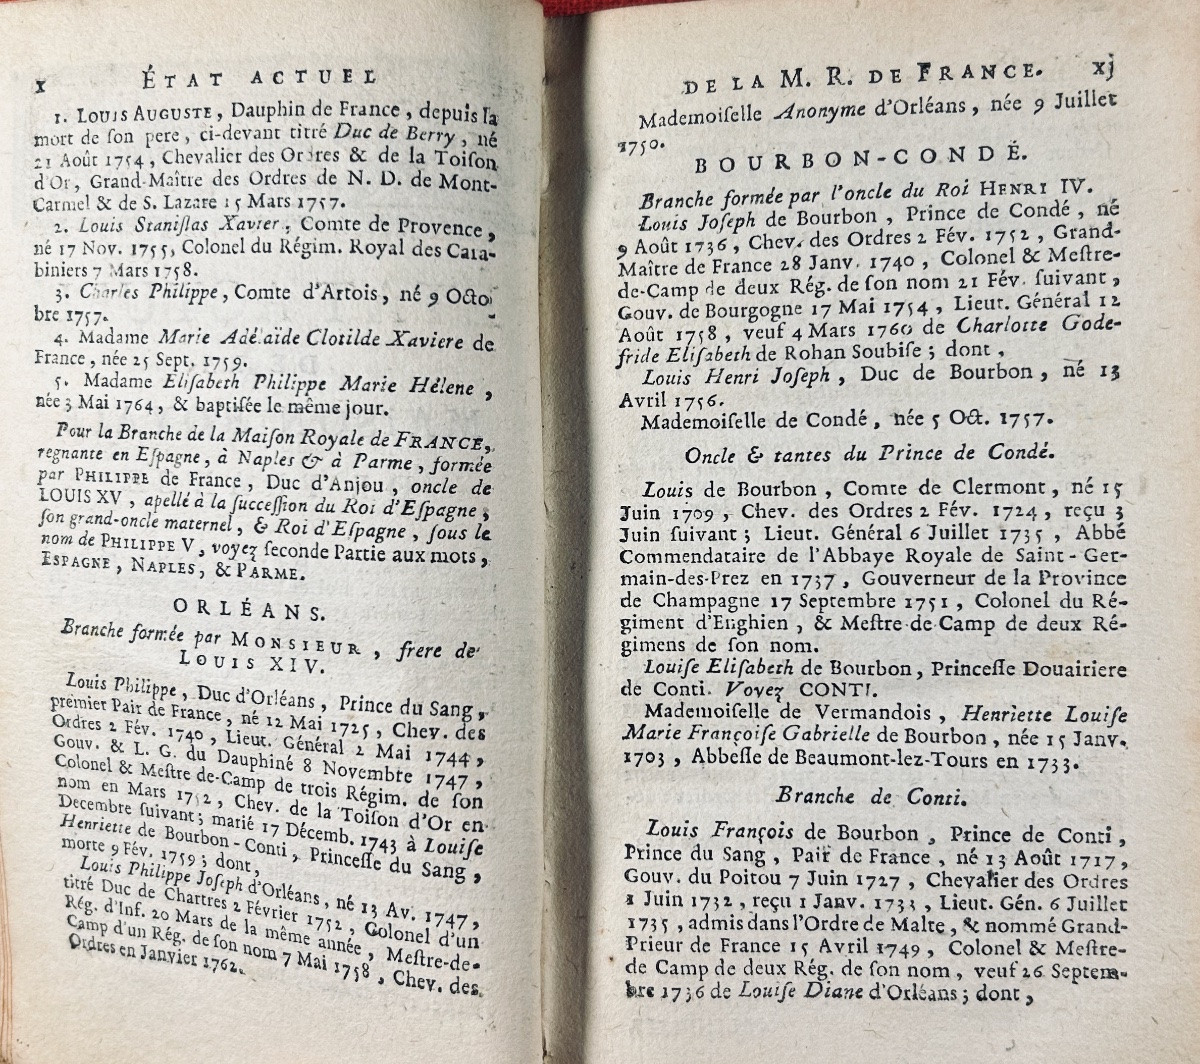 x ÉTAT ACTUEL
1. LOUIS AUGUSTE, Dauphin de France, depuis la
mort de ſon pere, ci-devant titré Duc de Berry, né
21 Août 1754, Chevalier des Ordres & de la Toiſon
d'Or, Grand-Maître des Ordres de N. D. de Mont-
Carmel & de S. Lazare 15 Mars 1757.
2. Louis Staniſlas Xavier, Comte de Provence,
né 17 Nov. 1755, Colonel du Régim. Royal des Cara-
biniers 7 Mars 1758.
3. Charles Philippe, Comte d'Artois, né 9 Octo
bre 1757.
4. Madame Marie Adélaïde Clotilde Xaviere de
France, née 25 Sept. 1759.
5. Madame Eliſabeth Philippe Marie Hélene,
née 3 Mai 1764, & baptiſée le même jour.
Pour la Branche de la Maiſon Royale de FRANCE,
regnante en Eſpagne, à Naples & à Parme, formée
par PHILIPPE de France, Duc d'Anjou, oncle de
LOUIS XV, apellé à la ſucceſſion du Roi d'Eſpagne,
ſon grand-oncle maternel, & Roi d'Eſpagne, ſous le
nom de PHILIPPE V, voyez ſeconde Partie aux mots,
ESPAGNE, NAPLES, & PARME.
ORLÉANS.
Branche formée par MONSIEUR, frere de
LOUIS XIV.
Louis Philippe, Duc d'Orléans, Prince du Sang,
premier Pair de France, né 12 Mai 1725, Chev. des
Ordres 2 Fév. 1740, Lieut. Général 2 Mai 1744,
Gouv. & L. G. du Dauphiné 8 Novembre 1747,
Colonel & Meſtre de-Camp de trois Régim. de ſon
nom en Mars 1752, Chev. de la Toiſon d'Or en
Decembre ſuivant; marié 17 Décemb. 1743 à Louiſe
Henriette de Bourbon-Conti, Princeſſe du Sang,
morte 9 Fév. 1759; dont,
Louis Philippe Joſeph d'Orléans, né 13 Av. 1747,
titré Duc de Chartres 2 Février 1752, Colonel d'un
Rég. d'Inf. 20 Mars de la même année, Meſtre-de-
Camp d'un Rég. de ſon nom 7 Mai 1758, Chev. des
Ordres en Janvier 1762.
DE LA M. R. DE FRANCE. xj
Mademoiſelle Anonyme d'Orléans, née 9 Juillet
1750.
BOURBON-CONDÉ.
Branche formée par l'oncle du Roi HENRI IV.
Louis Joſeph de Bourbon, Prince de Condé, né
9 Août 1736, Chev. des Ordres 2 Fév. 1752, Grand-
Maître de France 28 Janv. 1740, Colonel & Meſtre-
de-Camp de deux Rég. de ſon nom 21 Fév. ſuivant,
Gouv. de Bourgogne 17 Mai 1754, Lieut. Général 12
Août 1758, veuf 4 Mars 1760 de Charlotte Gode-
fride Eliſabeth de Rohan Soubiſe; dont,
Louis Henri Joſeph, Duc de Bourbon, né 13
Avril 1756.
Mademoiſelle de Condé, née 5 Oct. 1757.
Oncle & tantes du Prince de Condé.
Louis de Bourbon, Comte de Clermont, né 15
Juin 1709, Chev. des Ordres 2 Fév. 1724, reçu 3
Juin ſuivant; Lieut. Général 6 Juillet 1735, Abbé
Commendataire de l'Abbaye Royale de Saint-Ger-
main-des-Prez en 1737, Gouverneur de la Province
de Champagne 17 Septembre 1751, Colonel du Ré-
giment d'Enghien, & Meſtre-de-Camp de deux Ré-
gimens de ſon nom.
Louiſe Eliſabeth de Bourbon, Princeſſe Douairiere
de Conti. Voyez CONTI.
Mademoiſelle de Vermandois, Henriette Louiſe
Marie Françoiſe Gabrielle de Bourbon, née 15 Janv.
1703, Abbeſſe de Beaumont-lez-Tours en 1733.
Branche de Conti.
Louis François de Bourbon, Prince de Conti,
Prince du Sang, Pair de France, né 13 Août 1717,
Gouv. du Poitou 7 Juin 1727, Chevalier des Ordres
1 Juin 1732, reçu 1 Janv. 1733, Lieut. Gén. 6 Juillet
1735, admis dans l'Ordre de Malte, & nommé Grand-
Prieur de France 15 Avril 1749, Colonel & Meſtre-
de-Camp de deux Rég. de ſon nom, veuf 26 Septem-
bre 1736 de Louiſe Diane d'Orléans; dont,